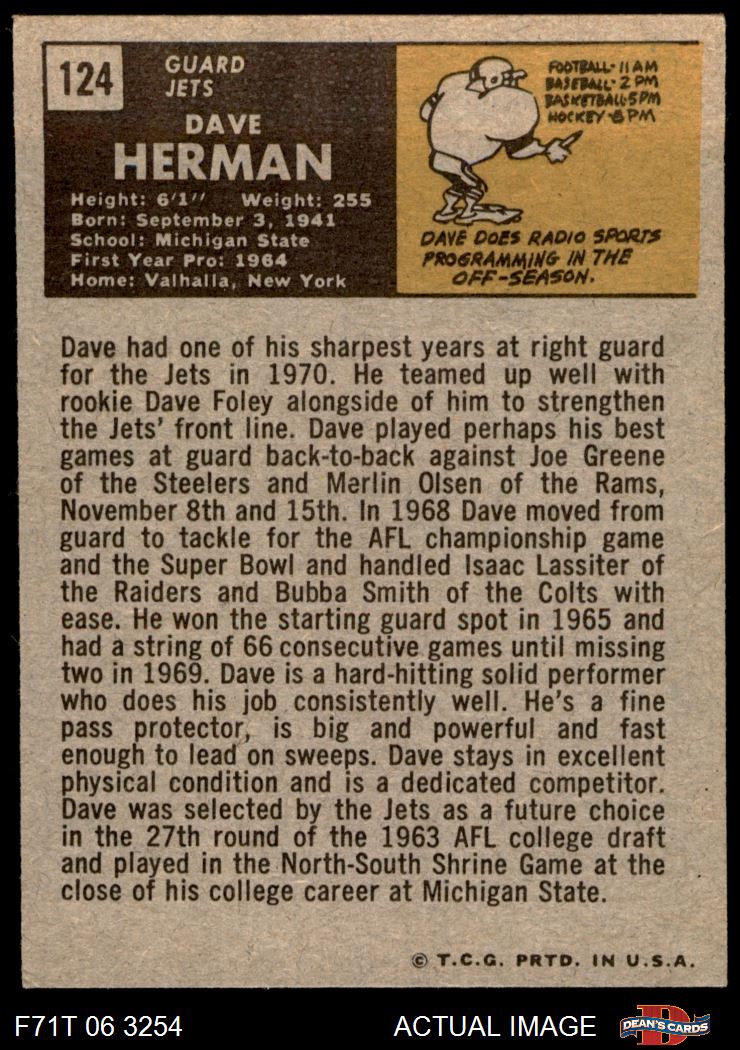 124
GUARD
JETS
DAVE
HERMAN
Height: 6'1" Weight: 255
Born: September 3, 1941
School: Michigan State
First Year Pro: 1964
Home: Valhalla, New York
FOOTBALL-11 AM
BASEBALL-2 PM
BASKETBALL-5 PM
HOCKEY-8 PM
DAVE DOES RADIO SPORTS
PROGRAMMING IN THE
OFF-SEASON.
Dave had one of his sharpest years at right guard
for the Jets in 1970. He teamed up well with
rookie Dave Foley alongside of him to strengthen
the Jets' front line. Dave played perhaps his best
games at guard back-to-back against Joe Greene
of the Steelers and Merlin Olsen of the Rams,
November 8th and 15th. In 1968 Dave moved from
guard to tackle for the AFL championship game
and the Super Bowl and handled Isaac Lassiter of
the Raiders and Bubba Smith of the Colts with
ease. He won the starting guard spot in 1965 and
had a string of 66 consecutive games until missing
two in 1969. Dave is a hard-hitting solid performer
who does his job consistently well. He's a fine
pass protector, is big and powerful and fast
enough to lead on sweeps. Dave stays in excellent
physical condition and is a dedicated competitor.
Dave was selected by the Jets as a future choice
in the 27th round of the 1963 AFL college draft
and played in the North-South Shrine Game at the
close of his college career at Michigan State.
© T.C.G. PRTD. IN U.S.A.
F71T 06 3254 ACTUAL IMAGE
D
DEAN'S CARDS